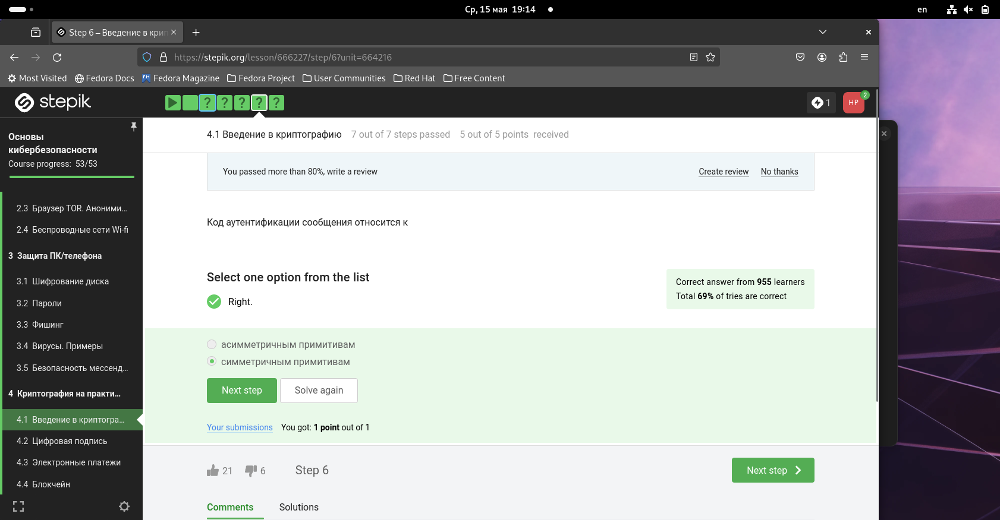 Ср, 15 мая 19:14
en
Step 6 – Введение в крип
https://stepik.org/lesson/666227/step/6?unit=664216
Most Visited
Fedora Docs
Fedora Magazine
Fedora Project
User Communities
Red Hat
Free Content
stepik
? ? ? ? ?
1
НР
2
Основы
кибербезопасности
Course progress: 53/53
2.3 Браузер TOR. Аноними...
2.4 Беспроводные сети Wi-fi
3 Защита ПК/телефона
3.1 Шифрование диска
3.2 Пароли
3.3 Фишинг
3.4 Вирусы. Примеры
3.5 Безопасность мессенд...
4 Криптография на практи...
4.1 Введение в криптогра...
4.2 Цифровая подпись
4.3 Электронные платежи
4.4 Блокчейн
4.1 Введение в криптографию 7 out of 7 steps passed 5 out of 5 points received
You passed more than 80%, write a review
Create review
No thanks
Код аутентификации сообщения относится к
Select one option from the list
Right.
Correct answer from 955 learners
Total 69% of tries are correct
асимметричным примитивам
симметричным примитивам
Next step
Solve again
Your submissions You got: 1 point out of 1
21
6
Step 6
Next step
Comments
Solutions